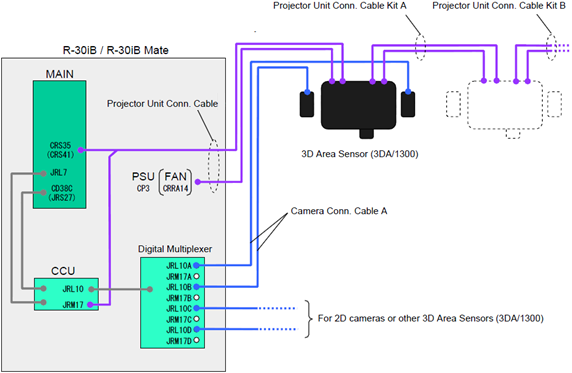 Projector Unit Conn. Cable Kit A
Projector Unit Conn. Cable Kit B
R-30iB / R-30iB Mate
MAIN
Projector Unit Conn. Cable
CRS35
(CRS41)
JRL7
CD38C
(JRS27)
PSU
CP3
FAN
CRRA14
3D Area Sensor (3DA/1300)
Camera Conn. Cable A
Digital Multiplexer
CCU
JRL10
JRM17
JRL10A
JRM17A
JRL10B
JRM17B
JRL10C
JRM17C
JRL10D
JRM17D
For 2D cameras or other 3D Area Sensors (3DA/1300)